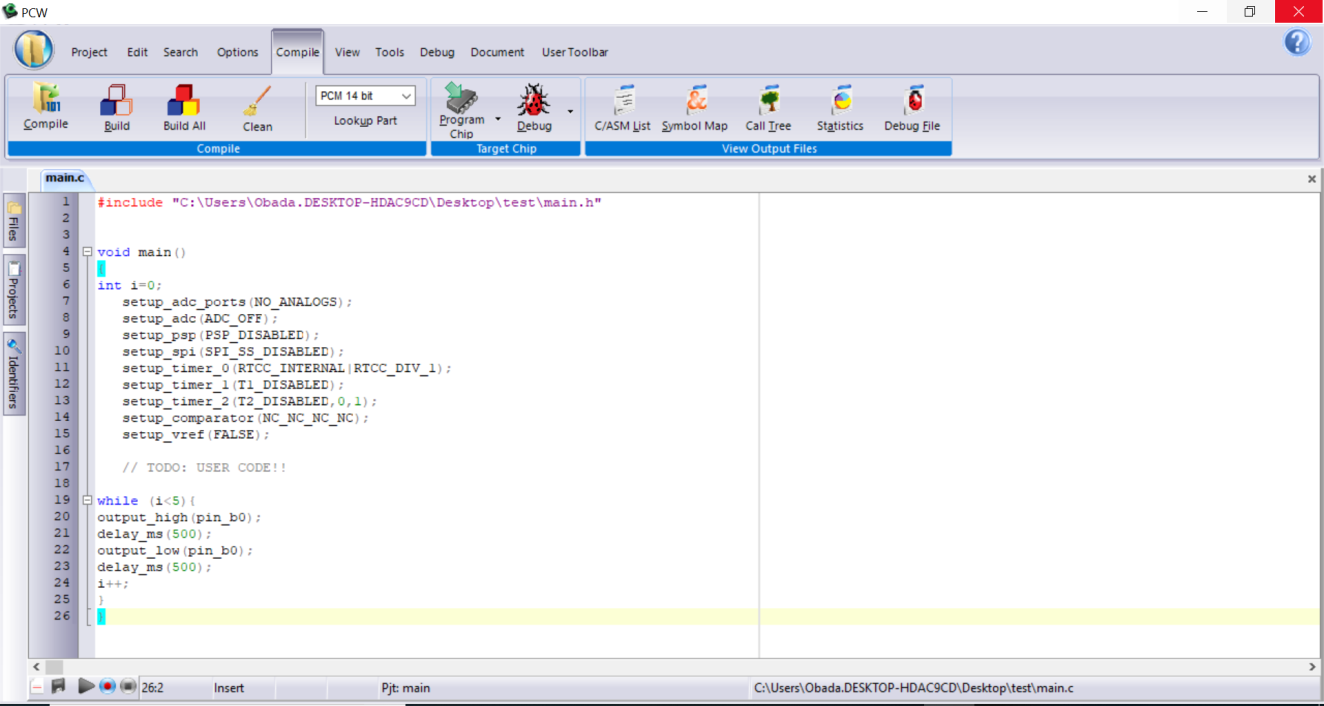 PCW
Project Edit Search Options Compile View Tools Debug Document User Toolbar
101
PCM 14 bit
Compile Build Build All Clean Lookup Part Program Chip Debug C/ASM List Symbol Map Call Tree Statistics Debug File
Compile Target Chip View Output Files
main.c
Files
Projects
Identifiers
1 #include "C:\Users\Obada.DESKTOP-HDAC9CD\Desktop\test\main.h"
2
3
4 void main()
5 {
6 int i=0;
7 setup_adc_ports(NO_ANALOGS);
8 setup_adc(ADC_OFF);
9 setup_psp(PSP_DISABLED);
10 setup_spi(SPI_SS_DISABLED);
11 setup_timer_0(RTCC_INTERNAL|RTCC_DIV_1);
12 setup_timer_1(T1_DISABLED);
13 setup_timer_2(T2_DISABLED,0,1);
14 setup_comparator(NC_NC_NC_NC);
15 setup_vref(FALSE);
16
17 // TODO: USER CODE!!
18
19 while (i<5){
20 output_high(pin_b0);
21 delay_ms(500);
22 output_low(pin_b0);
23 delay_ms(500);
24 i++;
25 }
26 }
26:2 Insert Pjt: main C:\Users\Obada.DESKTOP-HDAC9CD\Desktop\test\main.c